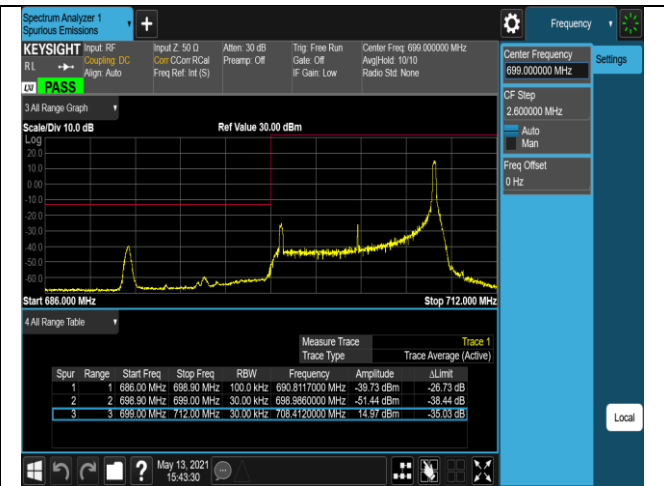 Spectrum Analyzer 1
Spurious Emissions
+
Frequency
KEYSIGHT
RL
LXI PASS
Input: RF
Coupling: DC
Align: Auto
Input Z: 50 Ω
Corr CCorr RCal
Freq Ref: Int (S)
Atten: 30 dB
Preamp: Off
Trig: Free Run
Gate: Off
IF Gain: Low
Center Freq: 699.000000 MHz
Avg|Hold: 10/10
Radio Std: None
Center Frequency
699.000000 MHz
Settings
CF Step
2.600000 MHz
Auto
Man
Freq Offset
0 Hz
3 All Range Graph
Scale/Div 10.0 dB
Ref Value 30.00 dBm
Log
20.0
10.0
0.00
-10.0
-20.0
-30.0
-40.0
-50.0
-60.0
Start 686.000 MHz
Stop 712.000 MHz
4 All Range Table
Measure Trace Trace 1
Trace Type Trace Average (Active)
Spur Range Start Freq Stop Freq RBW Frequency Amplitude ΔLimit
1 1 686.00 MHz 698.90 MHz 100.0 kHz 690.8117000 MHz -39.73 dBm -26.73 dB
2 2 698.90 MHz 699.00 MHz 30.00 kHz 698.9860000 MHz -51.44 dBm -38.44 dB
3 3 699.00 MHz 712.00 MHz 30.00 kHz 708.4120000 MHz 14.97 dBm -35.03 dB
Local
?
May 13, 2021
15:43:30